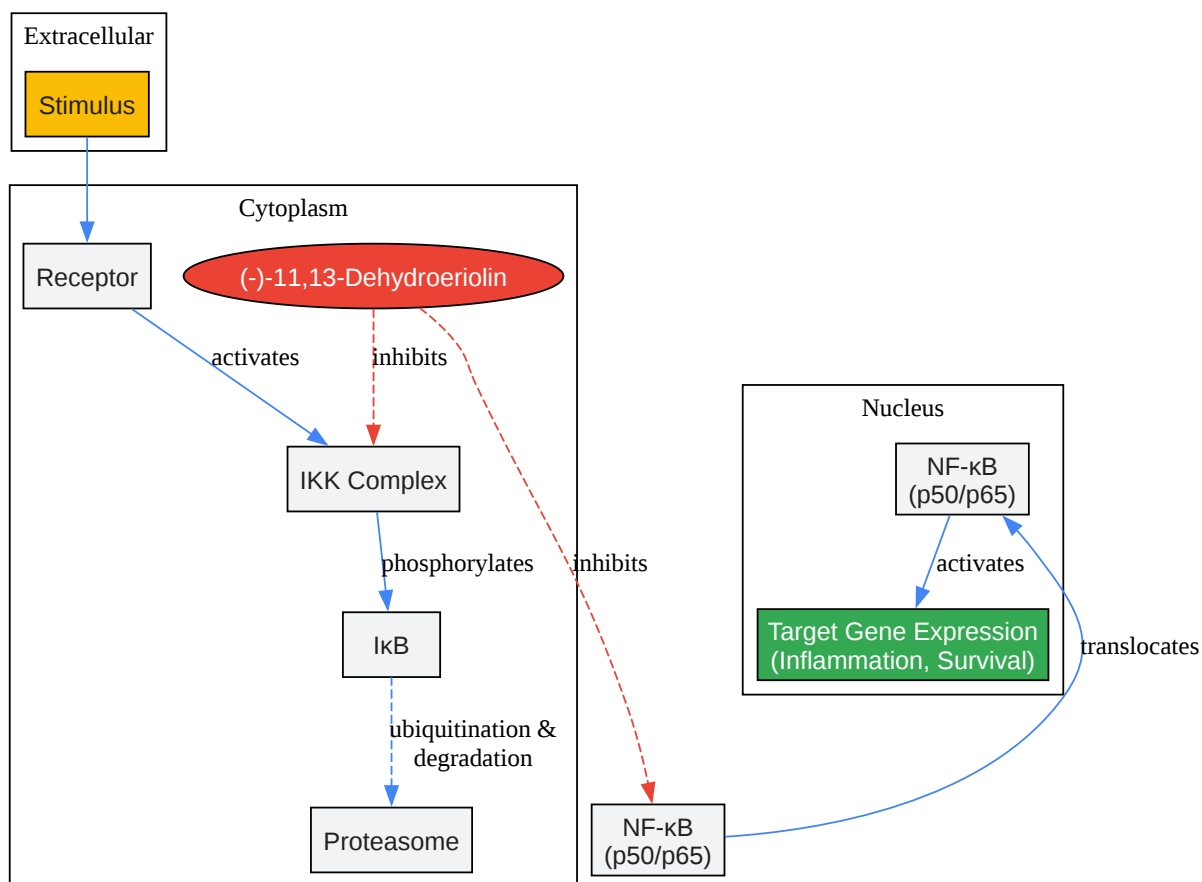 Extracellular
Stimulus
Cytoplasm
Receptor
(-)-11,13-Dehydroeriolin
activates
inhibits
IKK Complex
phosphorylates
inhibits
IκB
ubiquitination &
degradation
Proteasome
NF-κB
(p50/p65)
Nucleus
NF-κB
(p50/p65)
activates
Target Gene Expression
(Inflammation, Survival)
translocates